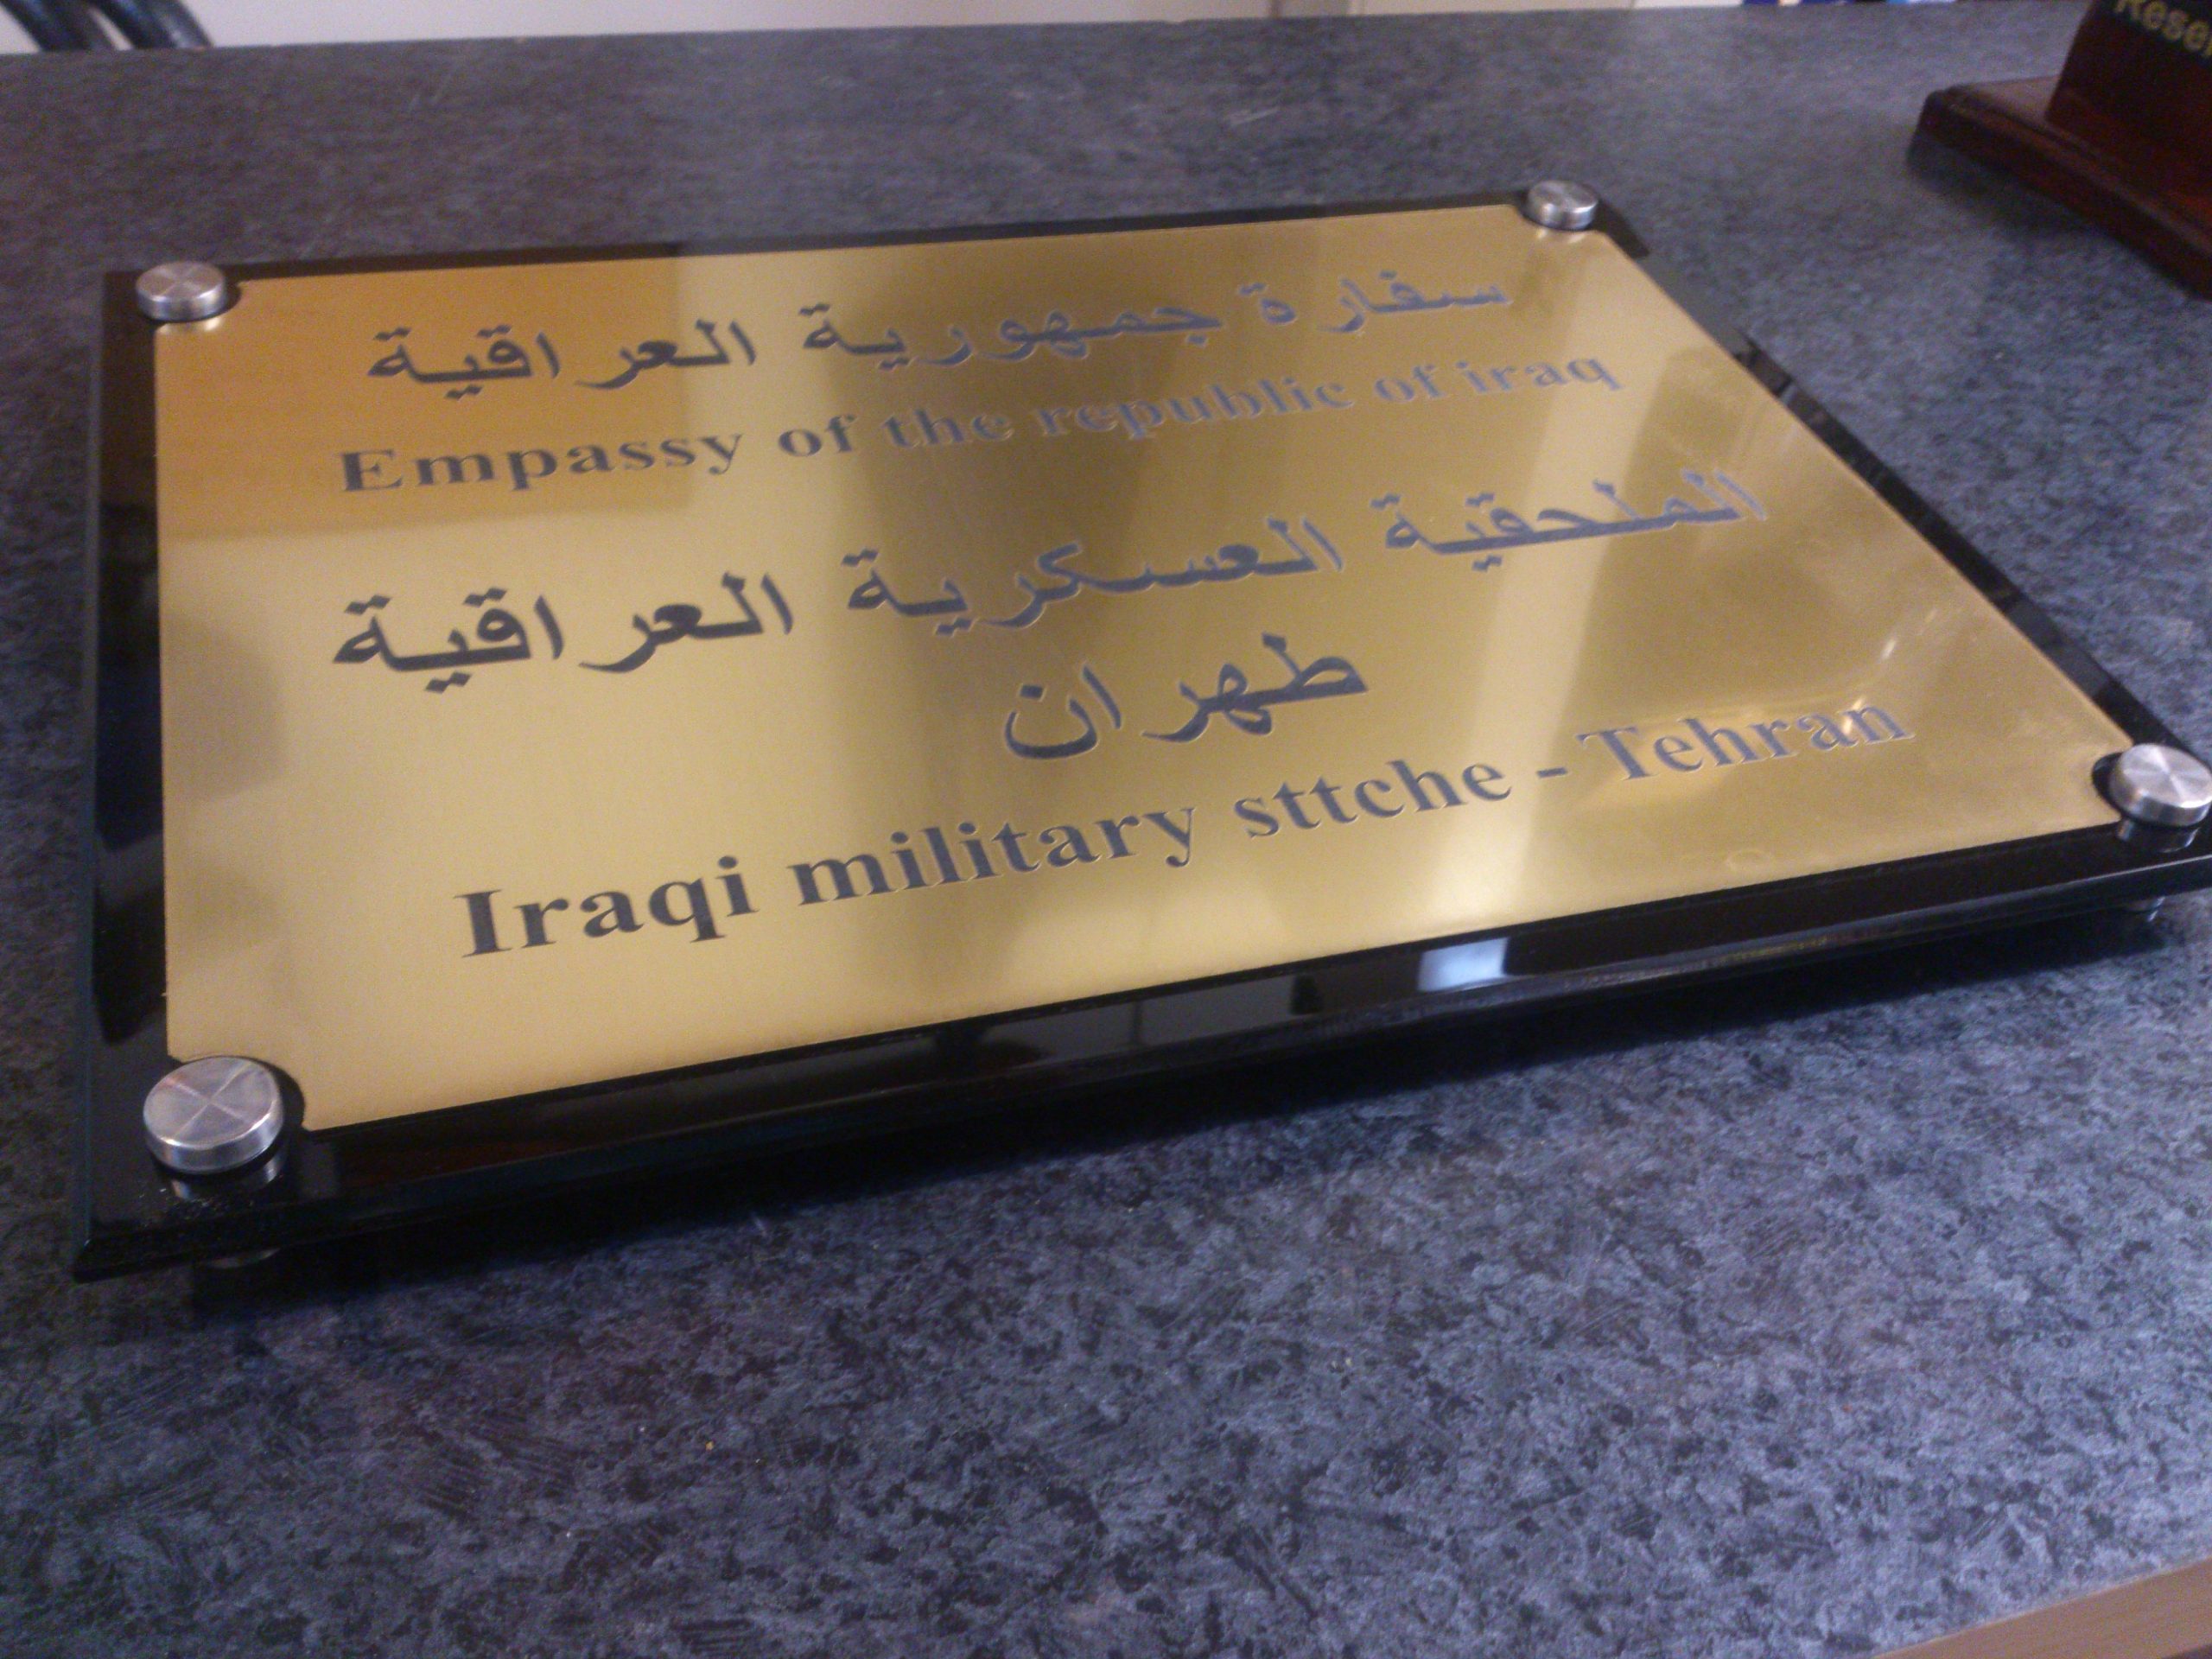 سفارة جمهورية العراقية
Empassy of the republic of iraq
الملحقية العسكرية العراقية
طهران
Iraqi military sttche - Tehran